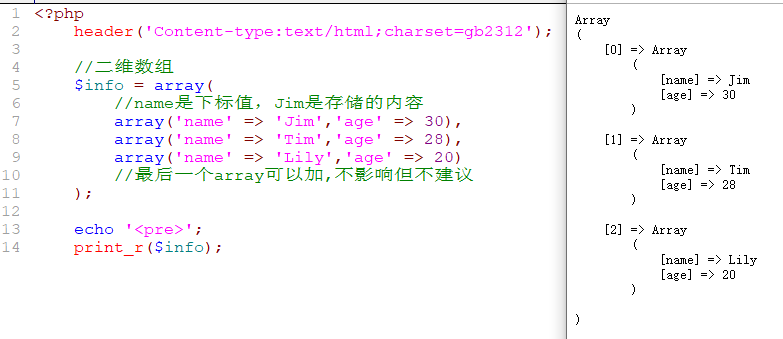 1 <?php
2 header('Content-type:text/html;charset=gb2312');
3
4 //二维数组
5 $info = array(
6 //name是下标值，Jim是存储的内容
7 array('name' => 'Jim','age' => 30),
8 array('name' => 'Tim','age' => 28),
9 array('name' => 'Lily','age' => 20)
10 //最后一个array可以加,不影响但不建议
11 );
12
13 echo '<pre>';
14 print_r($info);
Array
(
[0] => Array
(
[name] => Jim
[age] => 30
)
[1] => Array
(
[name] => Tim
[age] => 28
)
[2] => Array
(
[name] => Lily
[age] => 20
)
)